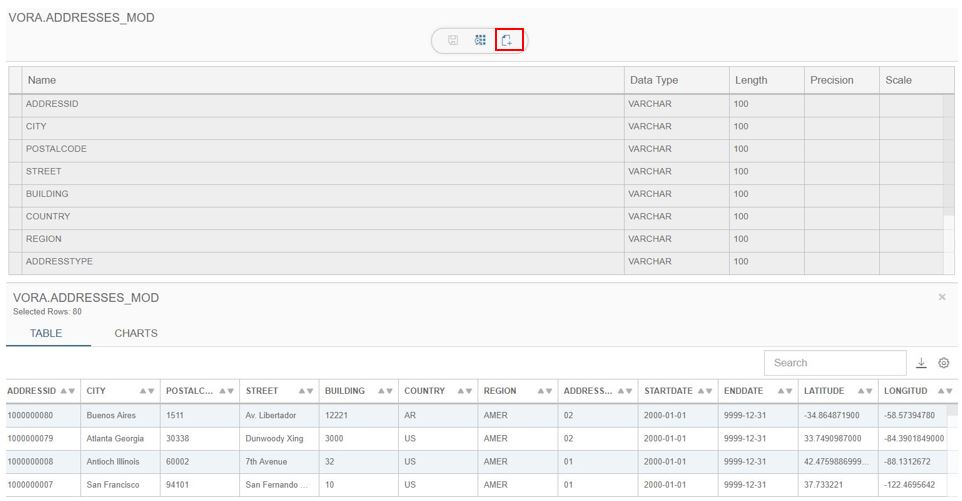 VORA.ADDRESSES_MOD
Name Data Type Length Precision Scale
ADDRESSID VARCHAR 100
CITY VARCHAR 100
POSTALCODE VARCHAR 100
STREET VARCHAR 100
BUILDING VARCHAR 100
COUNTRY VARCHAR 100
REGION VARCHAR 100
ADDRESSTYPE VARCHAR 100
VORA.ADDRESSES_MOD
Selected Rows: 80
TABLE CHARTS
Search
ADDRESSID CITY POSTALC... STREET BUILDING COUNTRY REGION ADDRESS... STARTDATE ENDDATE LATITUDE LONGITUD
1000000080 Buenos Aires 1511 Av. Libertador 12221 AR AMER 02 2000-01-01 9999-12-31 -34.864871900 -58.57394780
1000000079 Atlanta Georgia 30338 Dunwoody Xing 3000 US AMER 02 2000-01-01 9999-12-31 33.7490987000 -84.3901849000
1000000008 Antioch Illinois 60002 7th Avenue 32 US AMER 01 2000-01-01 9999-12-31 42.4759886999... -88.1312672
1000000007 San Francisco 94101 San Fernando ... 10 US AMER 01 2000-01-01 9999-12-31 37.733221 -122.4695642